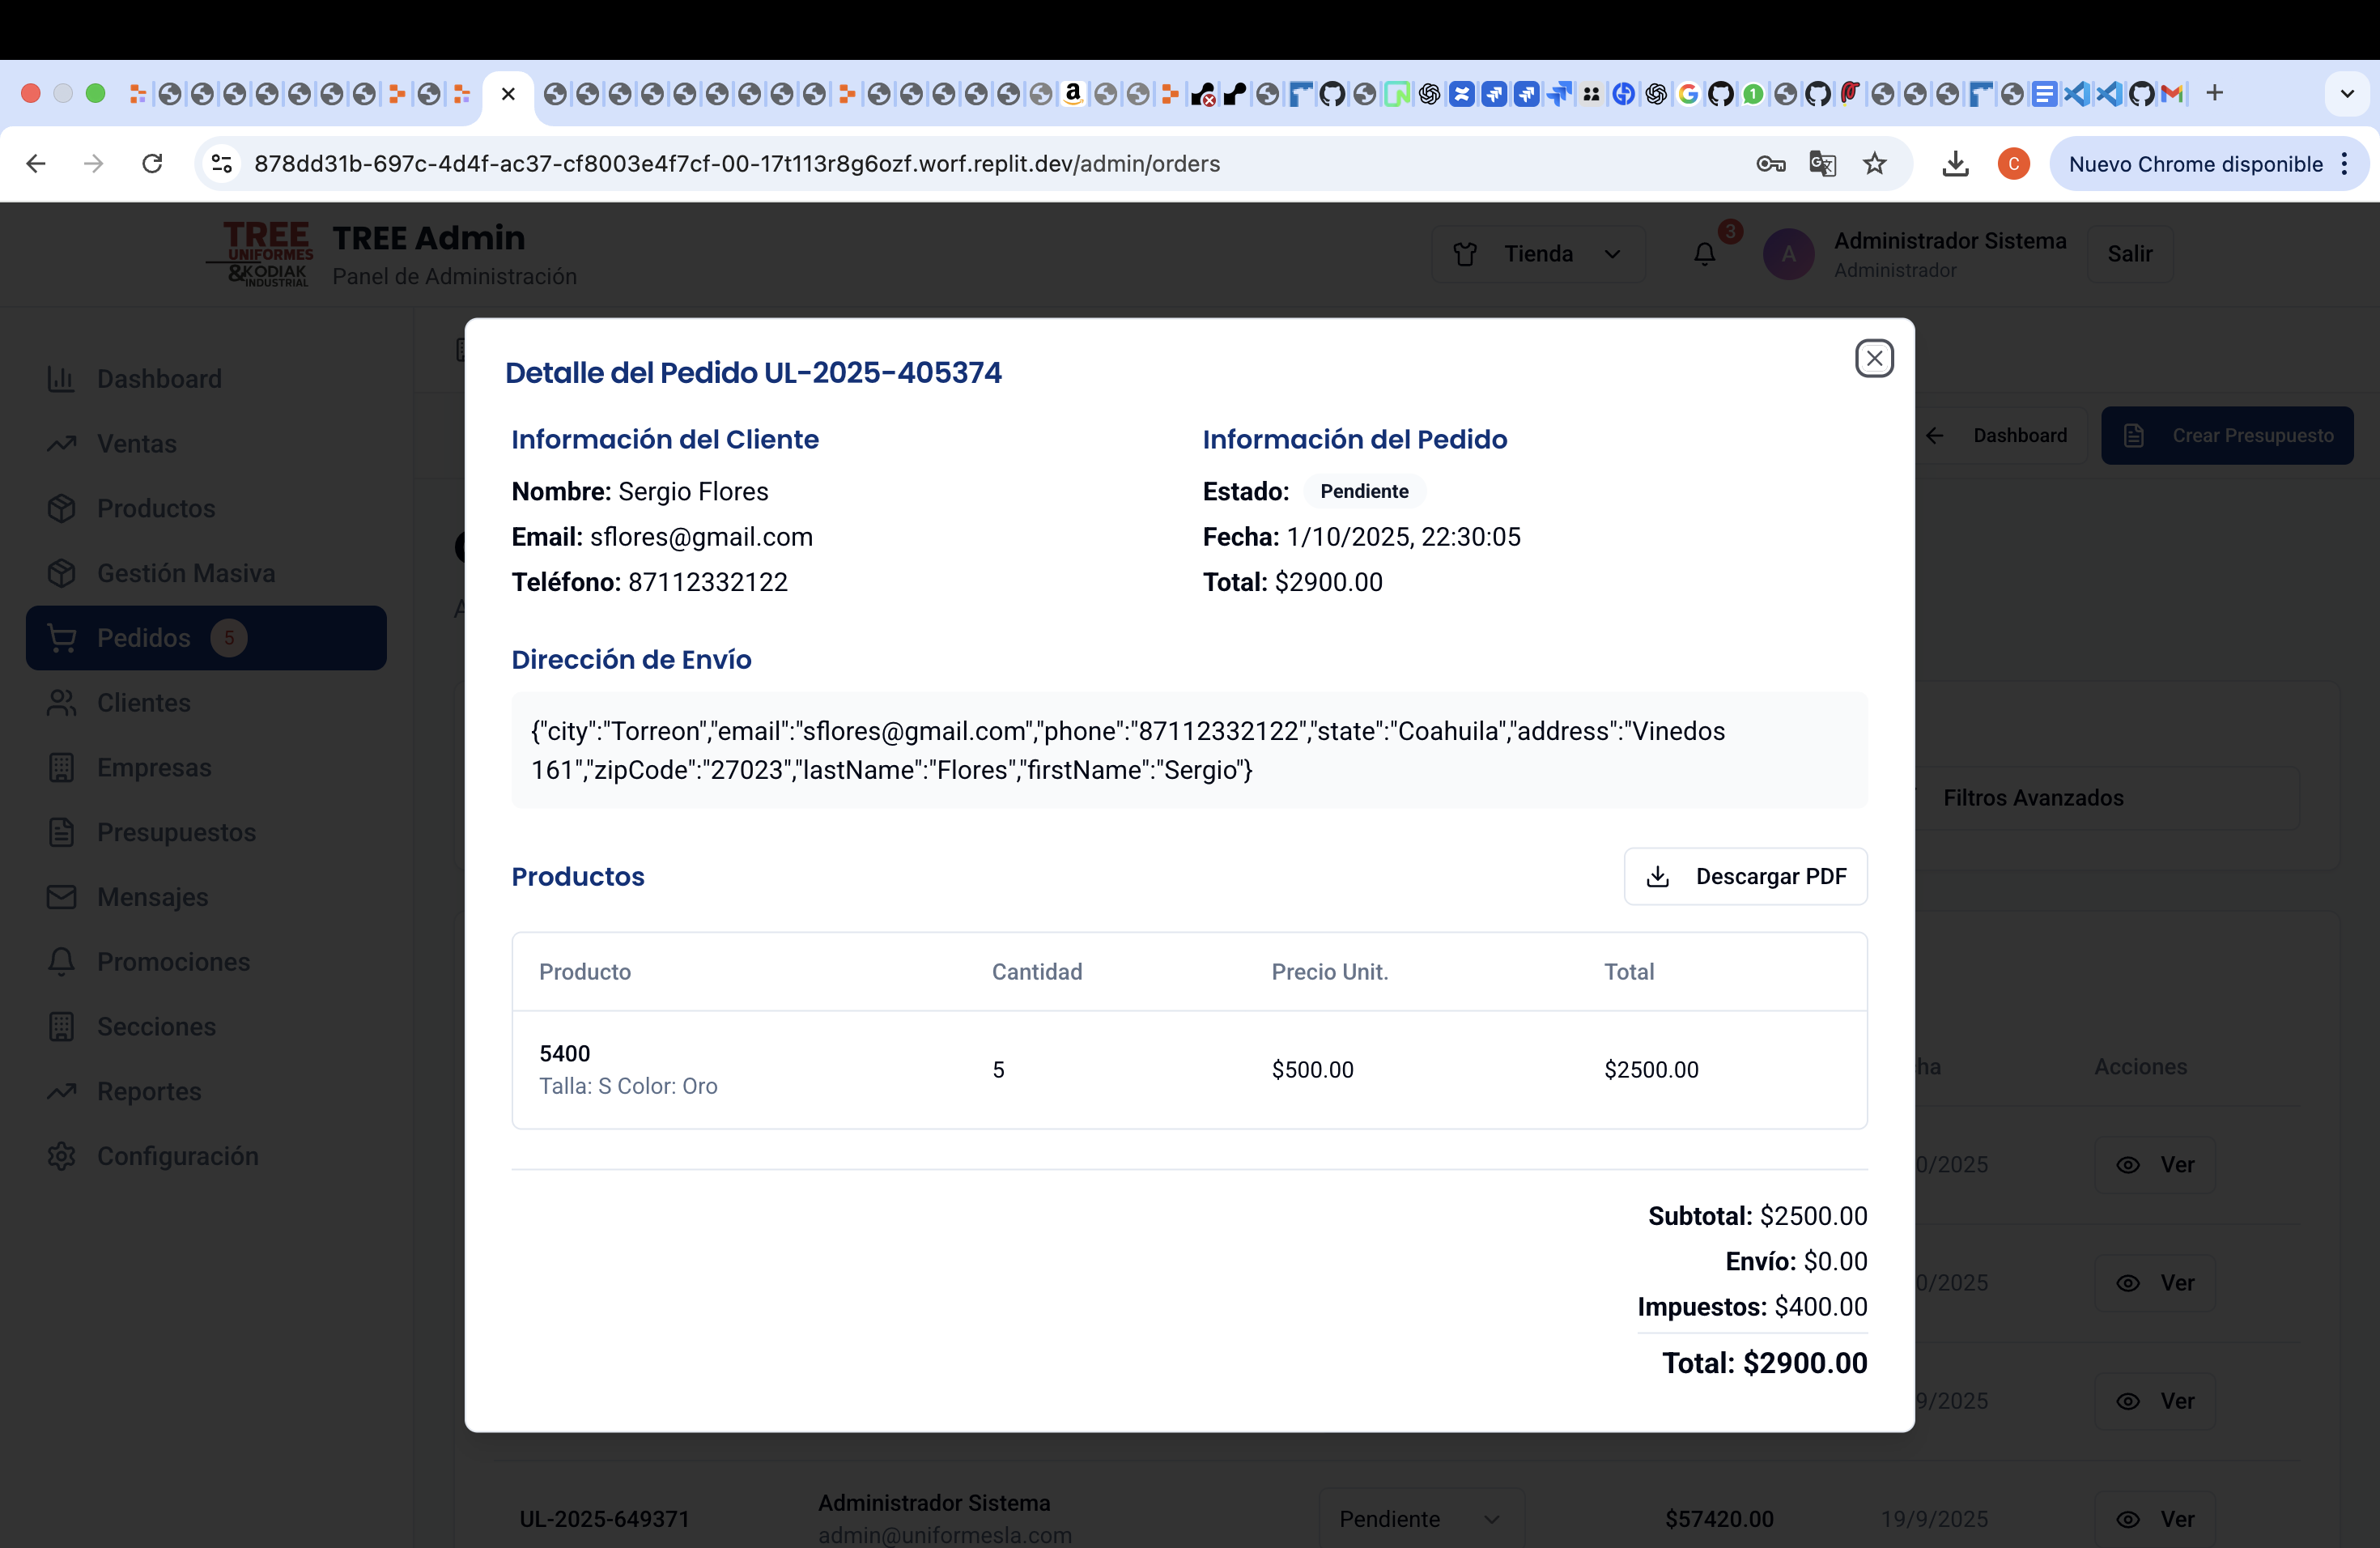 878dd31b-697c-4d4f-ac37-cf8003e4f7cf-00-17t113r8g6ozf.worf.replit.dev/admin/orders
C
Nuevo Chrome disponible
TREE
UNIFORMES
&KODIAK
INDUSTRIAL
TREE Admin
Panel de Administración
Tienda
3
A
Administrador Sistema
Administrador
Salir
Dashboard
Ventas
Productos
Gestión Masiva
Pedidos 5
Clientes
Empresas
Presupuestos
Mensajes
Promociones
Secciones
Reportes
Configuración
Dashboard
Crear Presupuesto
Filtros Avanzados
Detalle del Pedido UL-2025-405374
Información del Cliente
Nombre: Sergio Flores
Email: sflores@gmail.com
Teléfono: 87112332122
Información del Pedido
Estado: Pendiente
Fecha: 1/10/2025, 22:30:05
Total: $2900.00
Dirección de Envío
{"city":"Torreon","email":"sflores@gmail.com","phone":"87112332122","state":"Coahuila","address":"Vinedos
161","zipCode":"27023","lastName":"Flores","firstName":"Sergio"}
Productos
Descargar PDF
Producto Cantidad Precio Unit. Total
5400
Talla: S Color: Oro
5 $500.00 $2500.00
Subtotal: $2500.00
Envío: $0.00
Impuestos: $400.00
Total: $2900.00
Acciones
0/2025 Ver
0/2025 Ver
9/2025 Ver
UL-2025-649371
Administrador Sistema
admin@uniformesla.com
Pendiente
$57420.00
19/9/2025
Ver